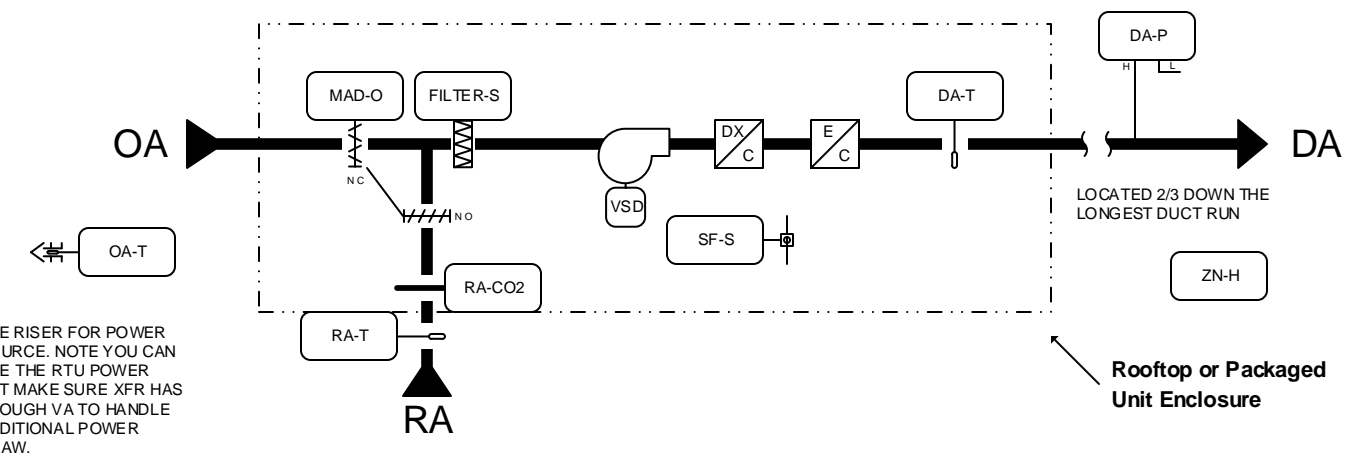 DA-P
H L
MAD-O
FILTER-S
DA-T
OA
DX
C
E
C
DA
NC
NO
VSD
LOCATED 2/3 DOWN THE
LONGEST DUCT RUN
SF-S
OA-T
ZN-H
RA-CO2
RA-T
E RISER FOR POWER
URCE. NOTE YOU CAN
E THE RTU POWER
T MAKE SURE XFR HAS
OUGH VA TO HANDLE
DITIONAL POWER
AW.
Rooftop or Packaged
Unit Enclosure
RA